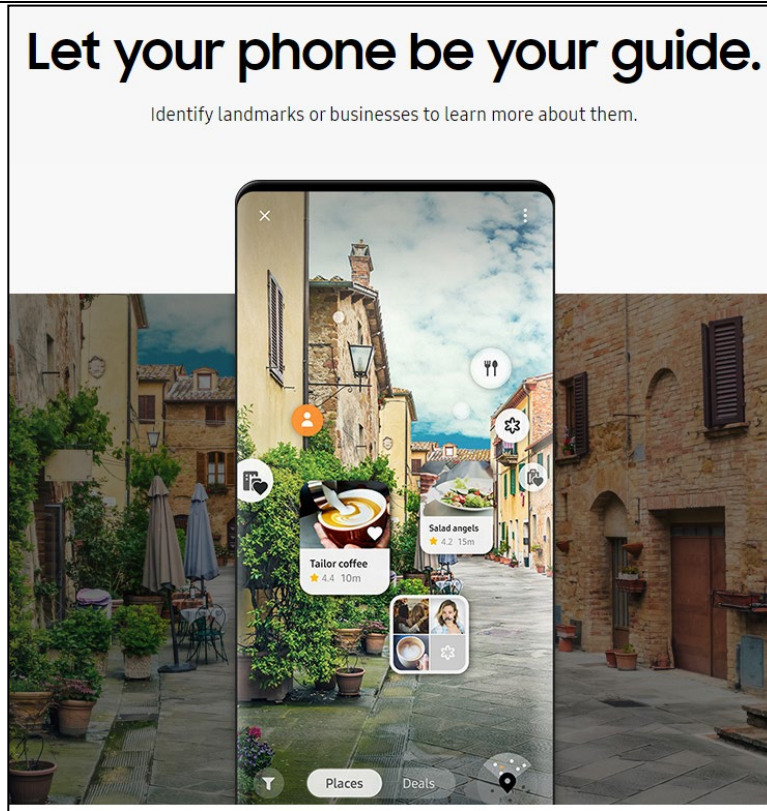 Let your phone be your guide.
Identify landmarks or businesses to learn more about them.
Salad angels
4.2 15m
Tailor coffee
4.4 10m
Places Deals